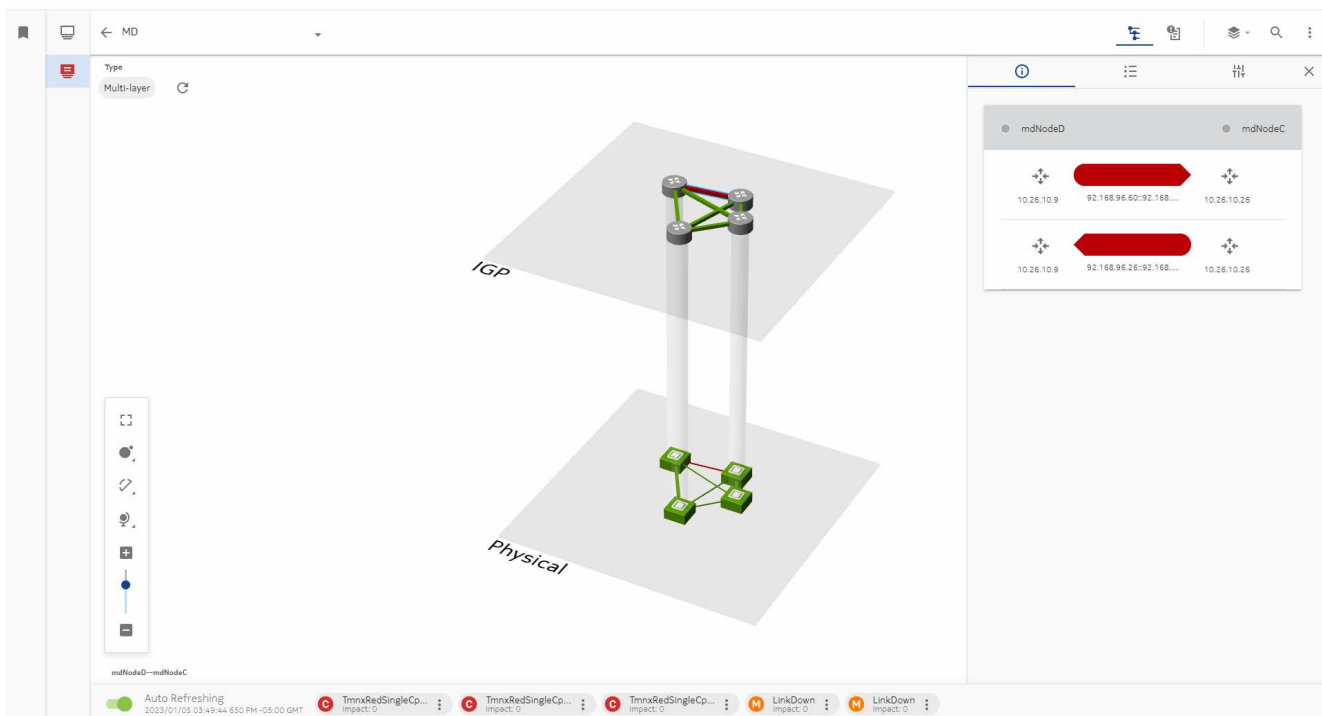 MD
Type
Multi-layer
IGP
Physical
mdNodeD--mdNodeC
mdNodeD mdNodeC
10.26.10.9 92.168.96.60::92.168.... 10.26.10.26
10.26.10.9 92.168.96.26::92.168.... 10.26.10.26
Auto Refreshing
2023/01/05 03:49:44 650 PM -05:00 GMT
C TmnxRedSingleCp...
Impact: 0
C TmnxRedSingleCp...
Impact: 0
C TmnxRedSingleCp...
Impact: 0
M LinkDown
Impact: 0
M LinkDown
Impact: 0